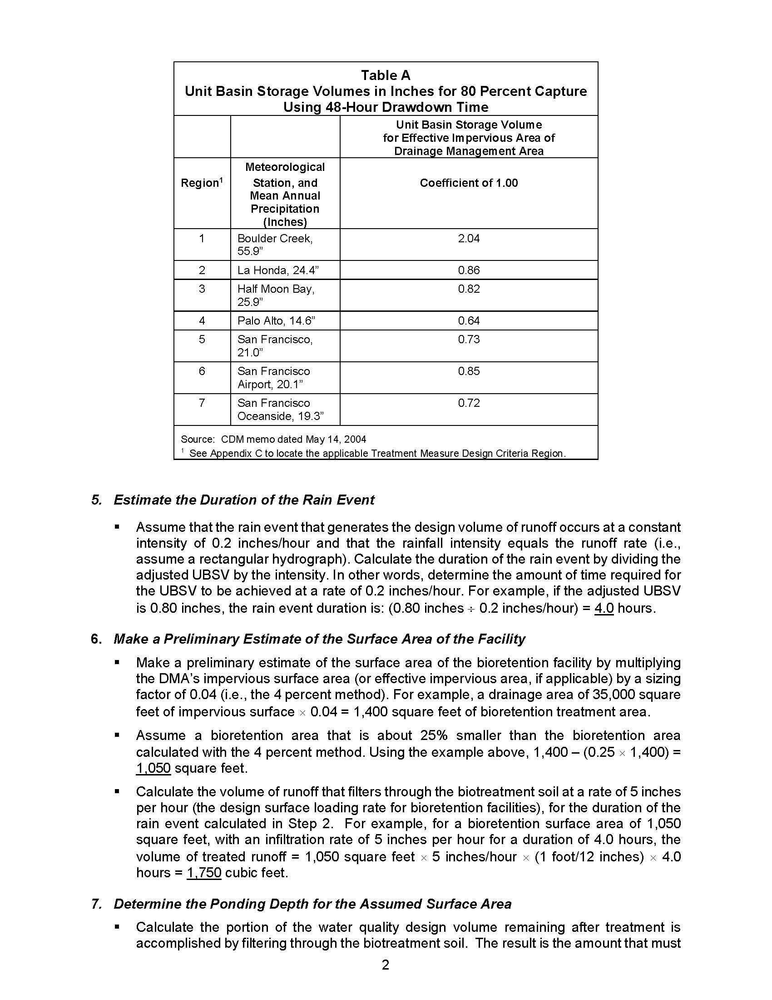 Table A
Unit Basin Storage Volumes in Inches for 80 Percent Capture
Using 48-Hour Drawdown Time
Unit Basin Storage Volume
for Effective Impervious Area of
Drainage Management Area
Region¹
Meteorological
Station, and
Mean Annual
Precipitation
(Inches)
Coefficient of 1.00
1 Boulder Creek, 2.04
55.9”
2 La Honda, 24.4” 0.86
3 Half Moon Bay, 0.82
25.9”
4 Palo Alto, 14.6” 0.64
5 San Francisco, 0.73
21.0”
6 San Francisco 0.85
Airport, 20.1”
7 San Francisco 0.72
Oceanside, 19.3”
Source: CDM memo dated May 14, 2004
¹ See Appendix C to locate the applicable Treatment Measure Design Criteria Region.
5. Estimate the Duration of the Rain Event
▪ Assume that the rain event that generates the design volume of runoff occurs at a constant
intensity of 0.2 inches/hour and that the rainfall intensity equals the runoff rate (i.e.,
assume a rectangular hydrograph). Calculate the duration of the rain event by dividing the
adjusted UBSV by the intensity. In other words, determine the amount of time required for
the UBSV to be achieved at a rate of 0.2 inches/hour. For example, if the adjusted UBSV
is 0.80 inches, the rain event duration is: (0.80 inches ÷ 0.2 inches/hour) = 4.0 hours.
6. Make a Preliminary Estimate of the Surface Area of the Facility
▪ Make a preliminary estimate of the surface area of the bioretention facility by multiplying
the DMA’s impervious surface area (or effective impervious area, if applicable) by a sizing
factor of 0.04 (i.e., the 4 percent method). For example, a drainage area of 35,000 square
feet of impervious surface × 0.04 = 1,400 square feet of bioretention treatment area.
▪ Assume a bioretention area that is about 25% smaller than the bioretention area
calculated with the 4 percent method. Using the example above, 1,400 – (0.25 × 1,400) =
1,050 square feet.
▪ Calculate the volume of runoff that filters through the biotreatment soil at a rate of 5 inches
per hour (the design surface loading rate for bioretention facilities), for the duration of the
rain event calculated in Step 2. For example, for a bioretention surface area of 1,050
square feet, with an infiltration rate of 5 inches per hour for a duration of 4.0 hours, the
volume of treated runoff = 1,050 square feet × 5 inches/hour × (1 foot/12 inches) × 4.0
hours = 1,750 cubic feet.
7. Determine the Ponding Depth for the Assumed Surface Area
▪ Calculate the portion of the water quality design volume remaining after treatment is
accomplished by filtering through the biotreatment soil. The result is the amount that must
2